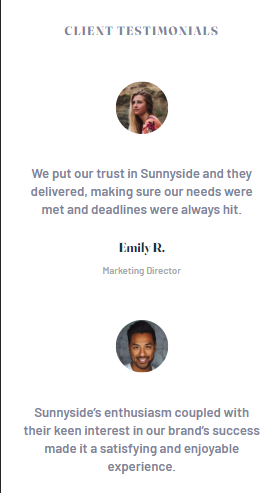 CLIENT TESTIMONIALS
We put our trust in Sunnyside and they
delivered, making sure our needs were
met and deadlines were always hit.
Emily R.
Marketing Director
Sunnyside’s enthusiasm coupled with
their keen interest in our brand’s success
made it a satisfying and enjoyable
experience.